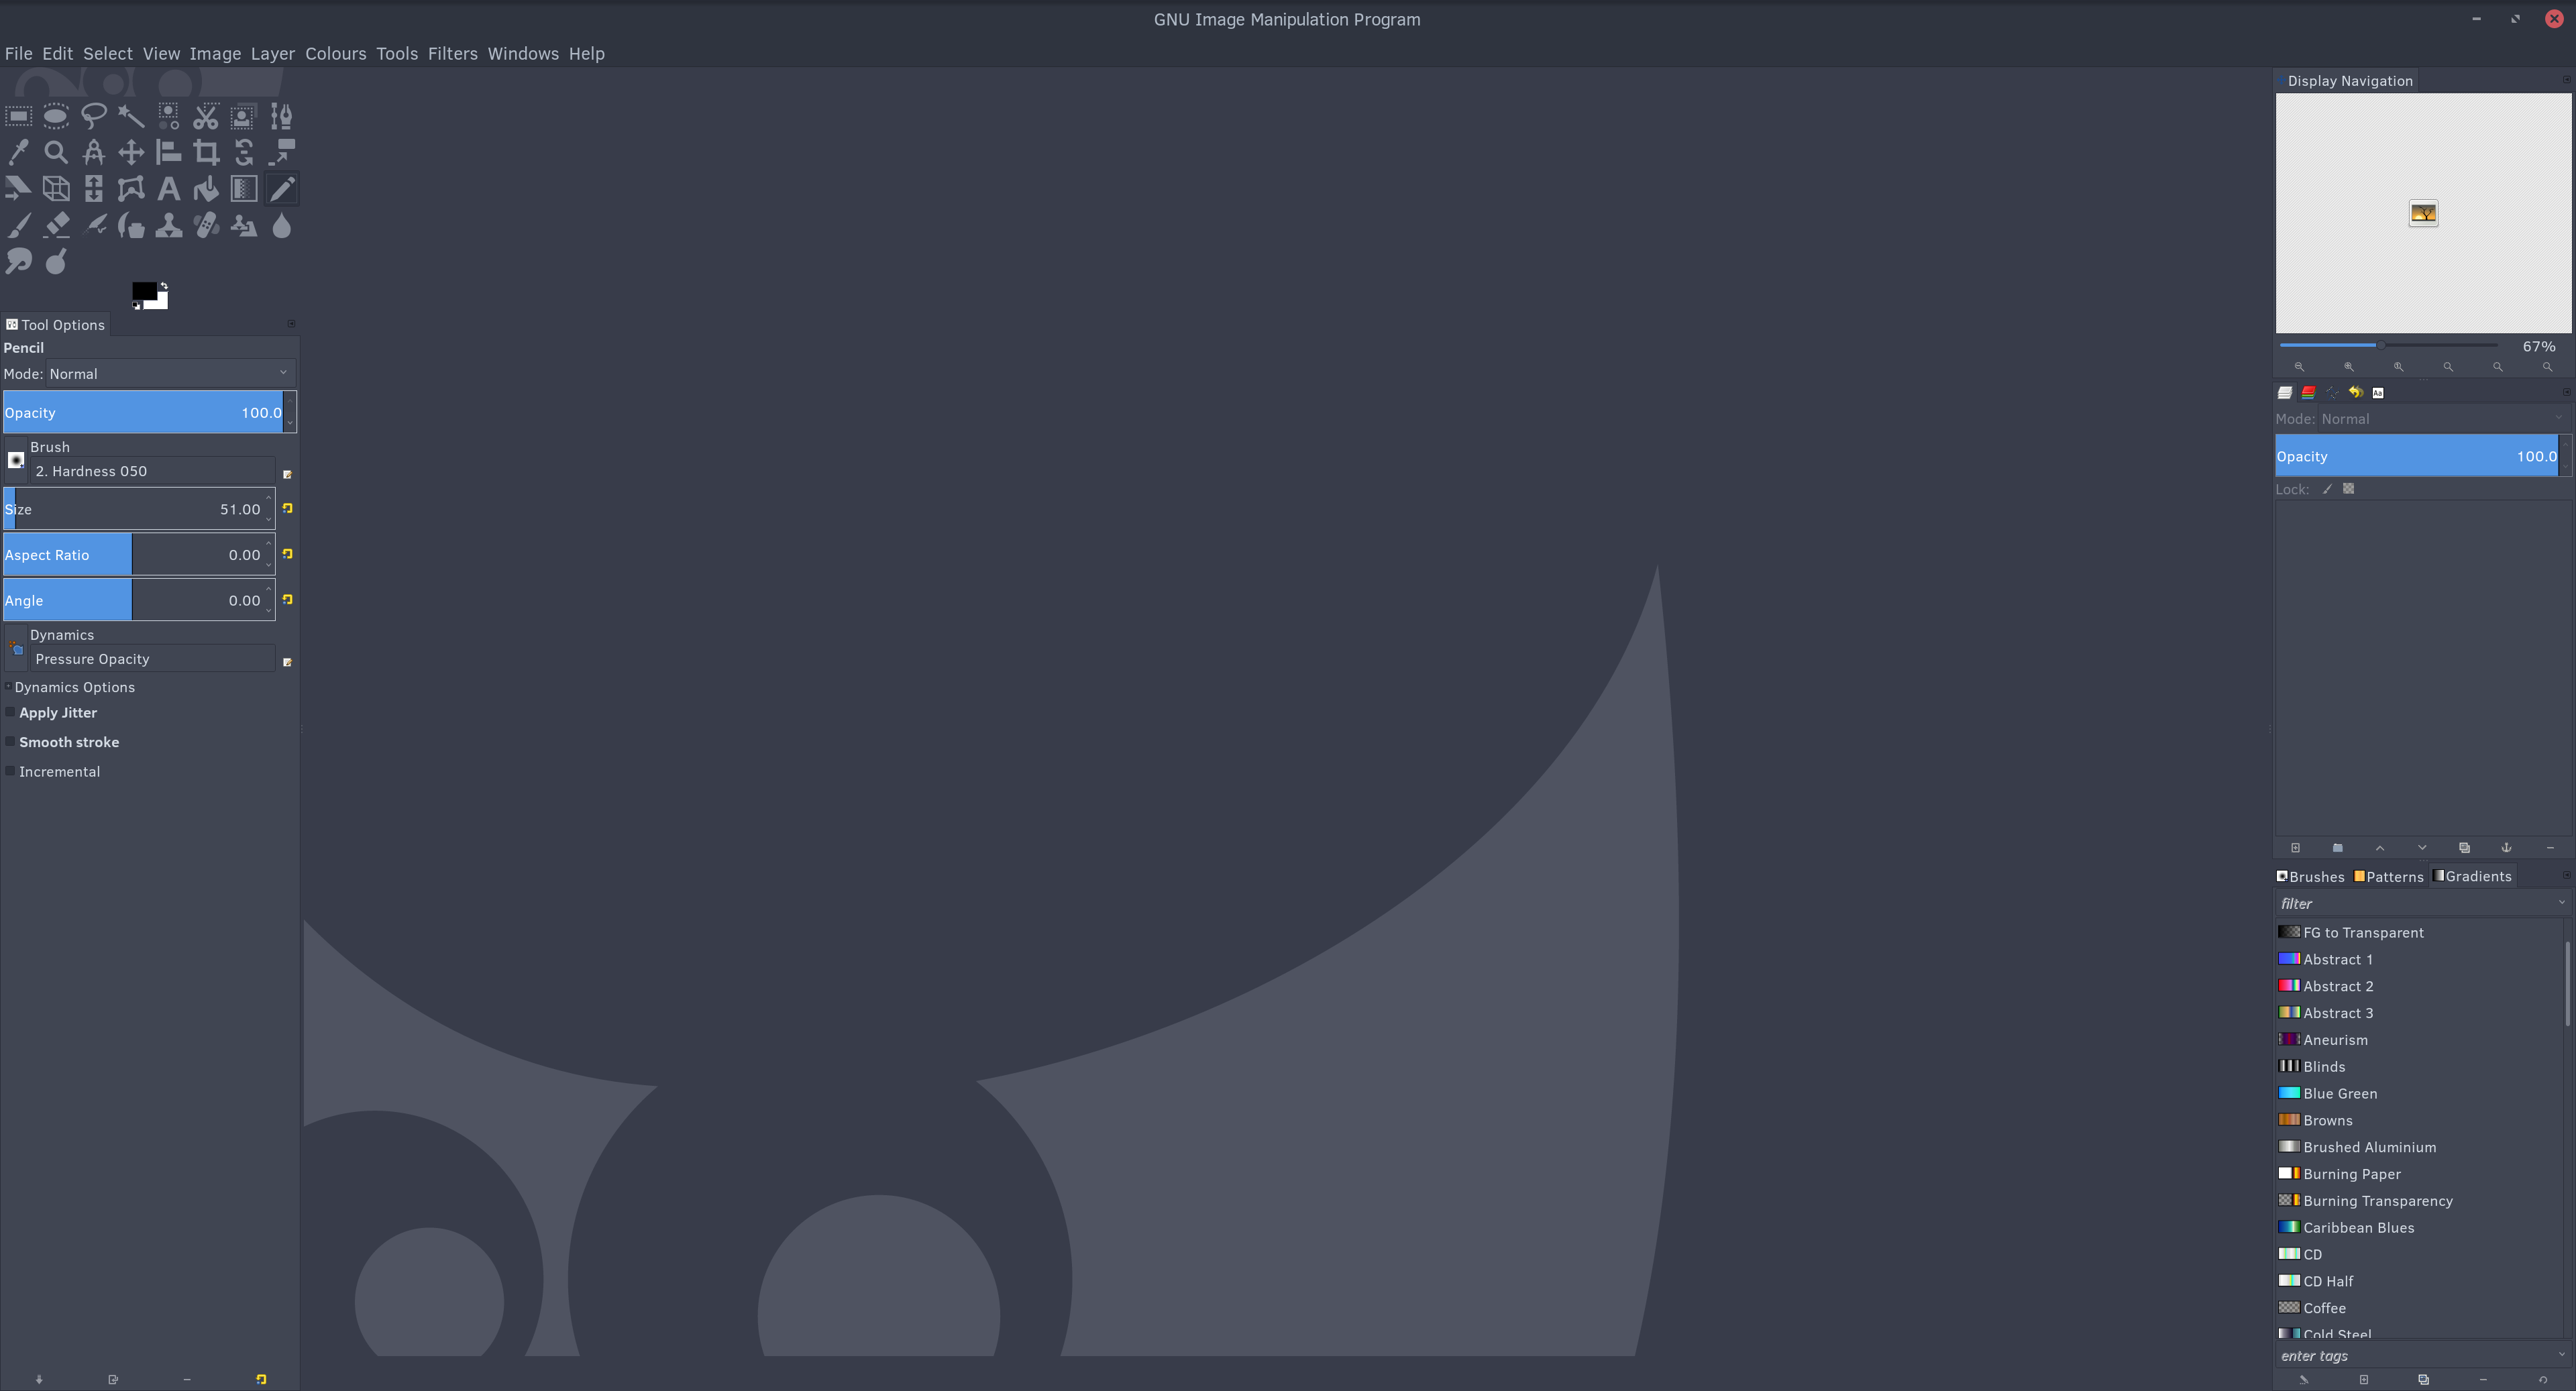 GNU Image Manipulation Program
File Edit Select View Image Layer Colours Tools Filters Windows Help
Tool Options
Pencil
Mode: Normal
Opacity 100.0
Brush
2. Hardness 050
Size 51.00
Aspect Ratio 0.00
Angle 0.00
Dynamics
Pressure Opacity
Dynamics Options
Apply Jitter
Smooth stroke
Incremental
Display Navigation
67%
Aa
Mode: Normal
Opacity 100.0
Lock:
Brushes Patterns Gradients
filter
FG to Transparent
Abstract 1
Abstract 2
Abstract 3
Aneurism
Blinds
Blue Green
Browns
Brushed Aluminium
Burning Paper
Burning Transparency
Caribbean Blues
CD
CD Half
Coffee
Cold Steel
enter tags